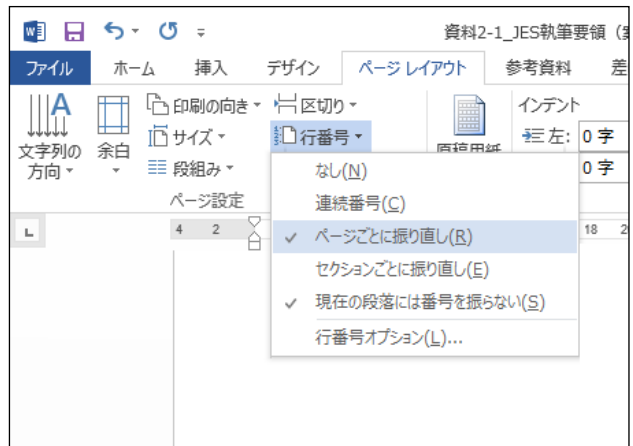 資料2-1_JES執筆要領 (
ファイル ホーム 挿入 デザイン ページ レイアウト 参考資料 差
文字列の方向 余白 印刷の向き 区切り インデント
サイズ 行番号 原稿用紙 左: 0 字
段組み 0 字
ページ設定
なし(N)
連続番号(C)
ページごとに振り直し(R)
セクションごとに振り直し(E)
現在の段落には番号を振らない(S)
行番号オプション(L)...
L 4 2 18